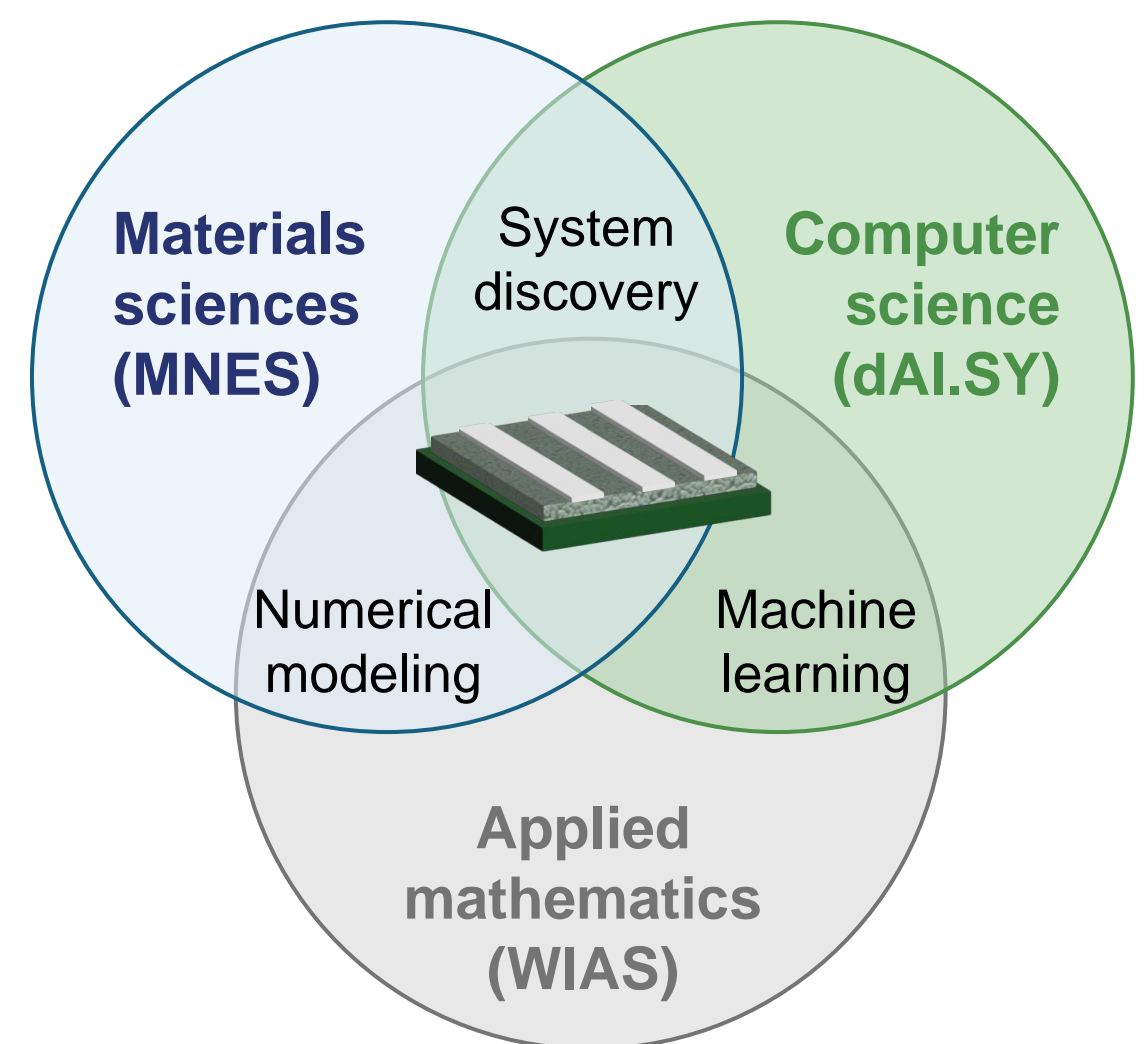 Materials
sciences
(MNES)
System
discovery
Computer
science
(dAI.SY)
Numerical
modeling
Machine
learning
Applied
mathematics
(WIAS)